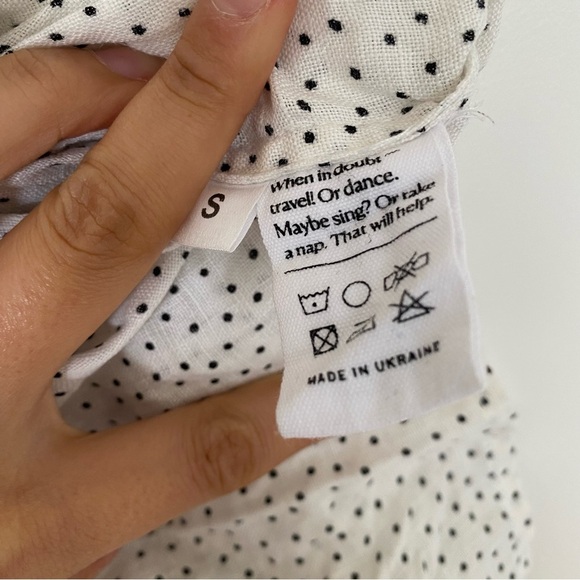 When in doubt
travel! Or dance.
Maybe sing? Or take
a nap. That will help.
S
MADE IN UKRAINE